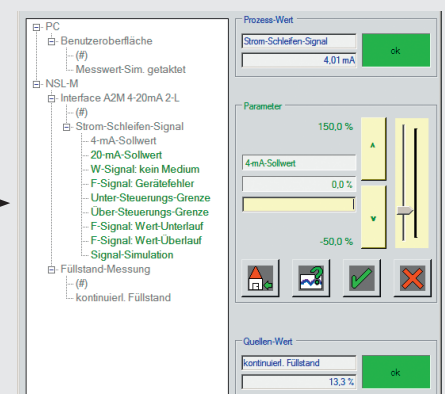 PC
Benutzeroberfläche
(#)
Messwert-Sim. getaktet
NSL-M
Interface A2M 4-20mA 2-L
(#)
Strom-Schleifen-Signal
4-mA-Sollwert
20-mA-Sollwert
W-Signal: kein Medium
F-Signal: Gerätefehler
Unter-Steuerungs-Grenze
Über-Steuerungs-Grenze
F-Signal: Wert-Unterlauf
F-Signal: Wert-Überlauf
Signal-Simulation
Füllstand-Messung
(#)
kontinuierl. Füllstand
Prozess-Wert
Strom-Schleifen-Signal
4,01 mA
ok
Parameter
150,0 %
4-mA-Sollwert
0,0 %
-50,0 %
Quellen-Wert
kontinuierl. Füllstand
13,3 %
ok